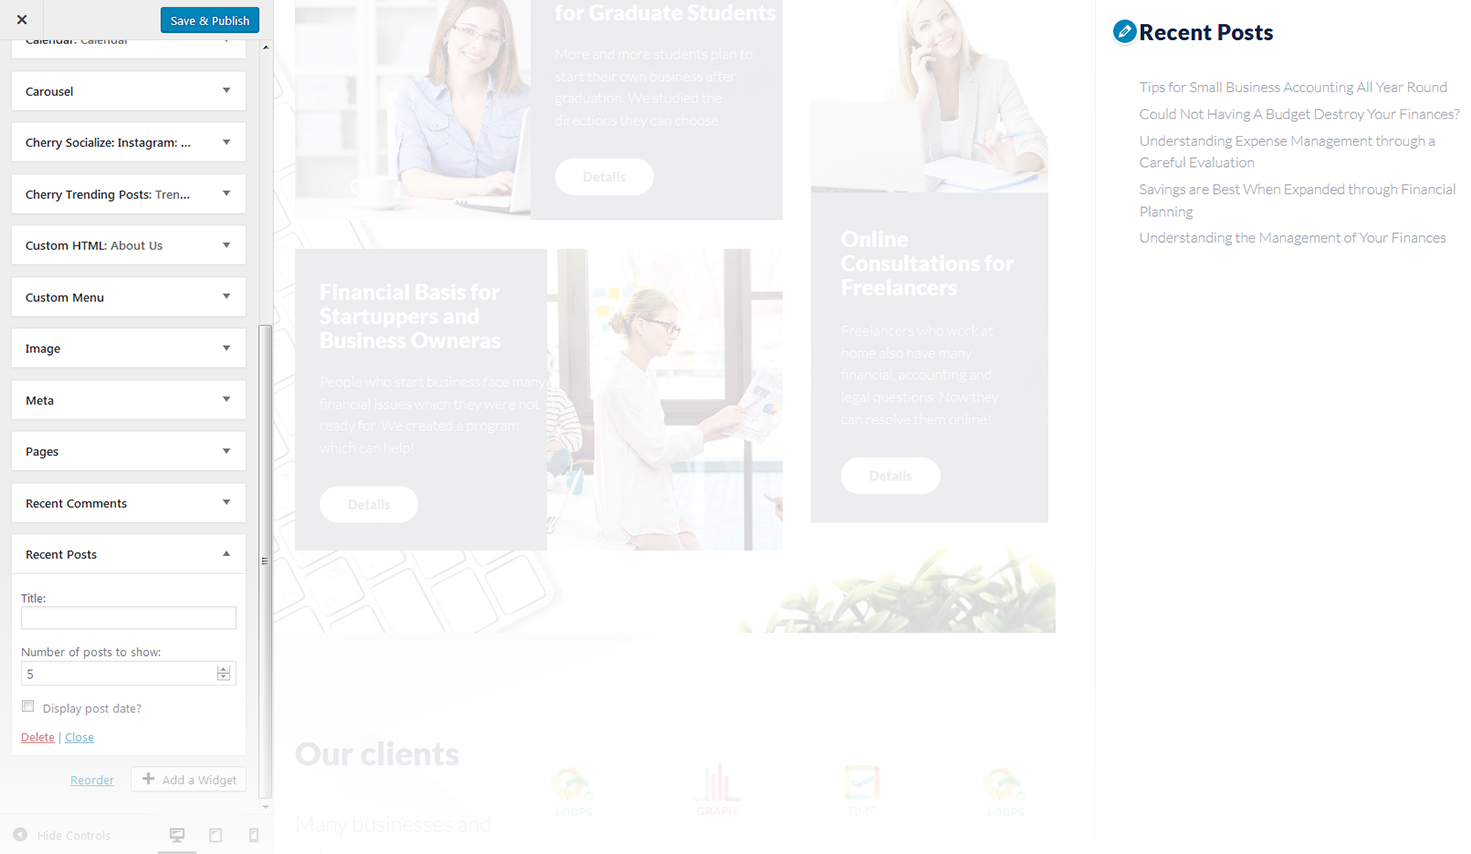 Save & Publish
Calendar: Calendar
Carousel
Cherry Socialize: Instagram: ...
Cherry Trending Posts: Tren...
Custom HTML: About Us
Custom Menu
Image
Meta
Pages
Recent Comments
Recent Posts
Title:
Number of posts to show:
5
Display post date?
Delete | Close
Reorder
Add a Widget
Hide Controls
for Graduate Students
More and more students plan to
start their own business after
graduation. We studied the
directions they can choose.
Details
Financial Basis for
Startuppers and
Business Owneras
People who start business face many
financial issues which they were not
ready for. We created a program
which can help!
Details
Online
Consultations for
Freelancers
Freelancers who work at
home also have many
financial, accounting and
legal questions. Now they
can resolve them online!
Details
Our clients
Many businesses and
LOOPS
GRAPH
TIME
LOOPS
Recent Posts
Tips for Small Business Accounting All Year Round
Could Not Having A Budget Destroy Your Finances?
Understanding Expense Management through a
Careful Evaluation
Savings are Best When Expanded through Financial
Planning
Understanding the Management of Your Finances